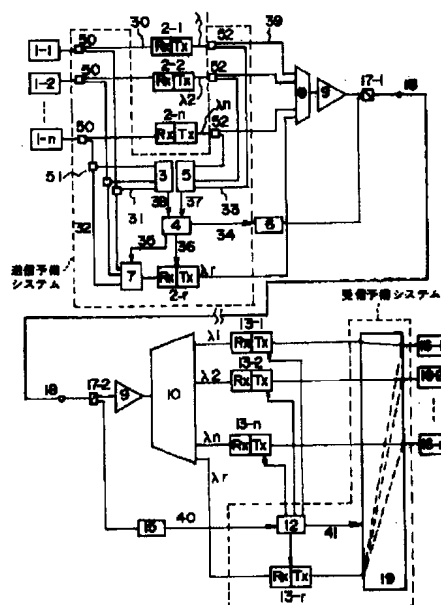 30
2-1
λ1
39
1-1
50
Rx Tx
52
2-2
1-2
50
Rx Tx
52
λ2
17-1
18
2-n
8
9
1-n
50
Rx Tx
λn
52
51
3
5
31
38
37
33
32
4
34
6
35
36
送信予備
システム
7
Rx Tx
λr
2-r
受信予備システム
13-1
λ1
Rx Tx
16-1
13-2
18
17-2
λ2
Rx Tx
9
10
13-n
λn
Rx Tx
λr
15
40
12
41
Rx Tx
19
13-r